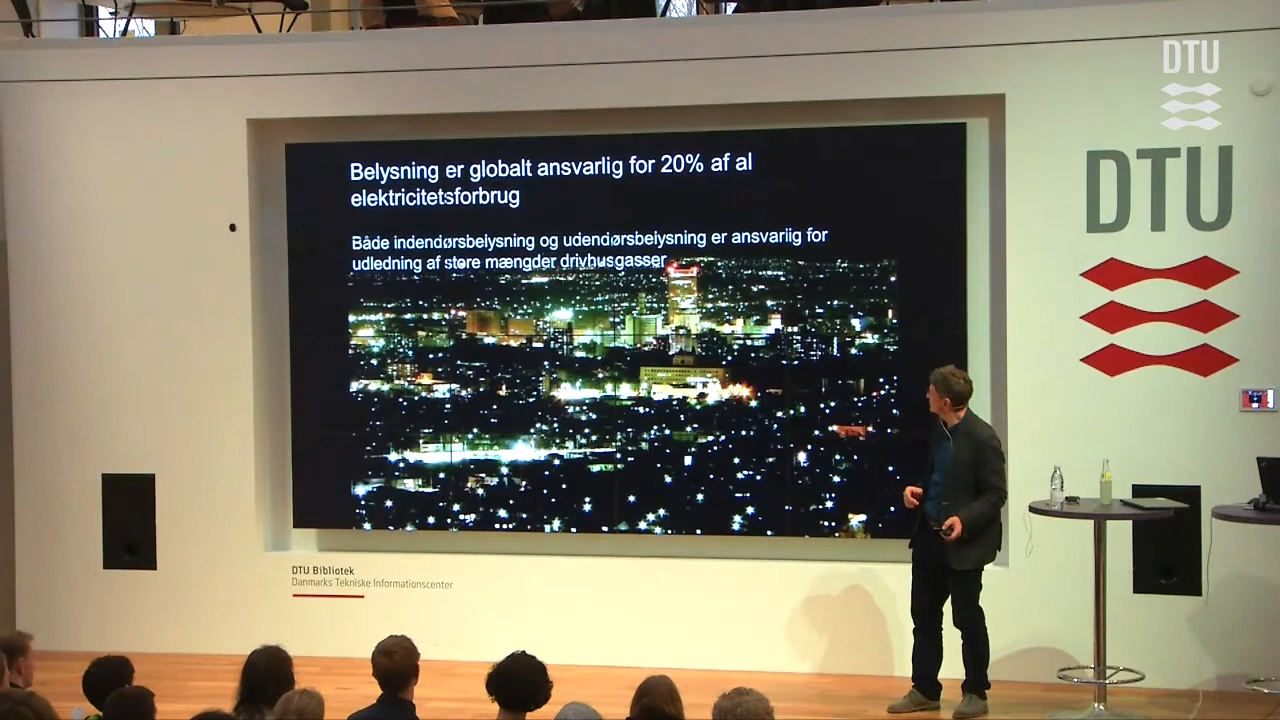 DTU
DTU
Belysning er globalt ansvarlig for 20% af al
elektricitetsforbrug
Både indendørsbelysning og udendørsbelysning er ansvarlig for
udledning af store mængder drivhusgasser
DTU Bibliotek
Danmarks Tekniske Informationscenter